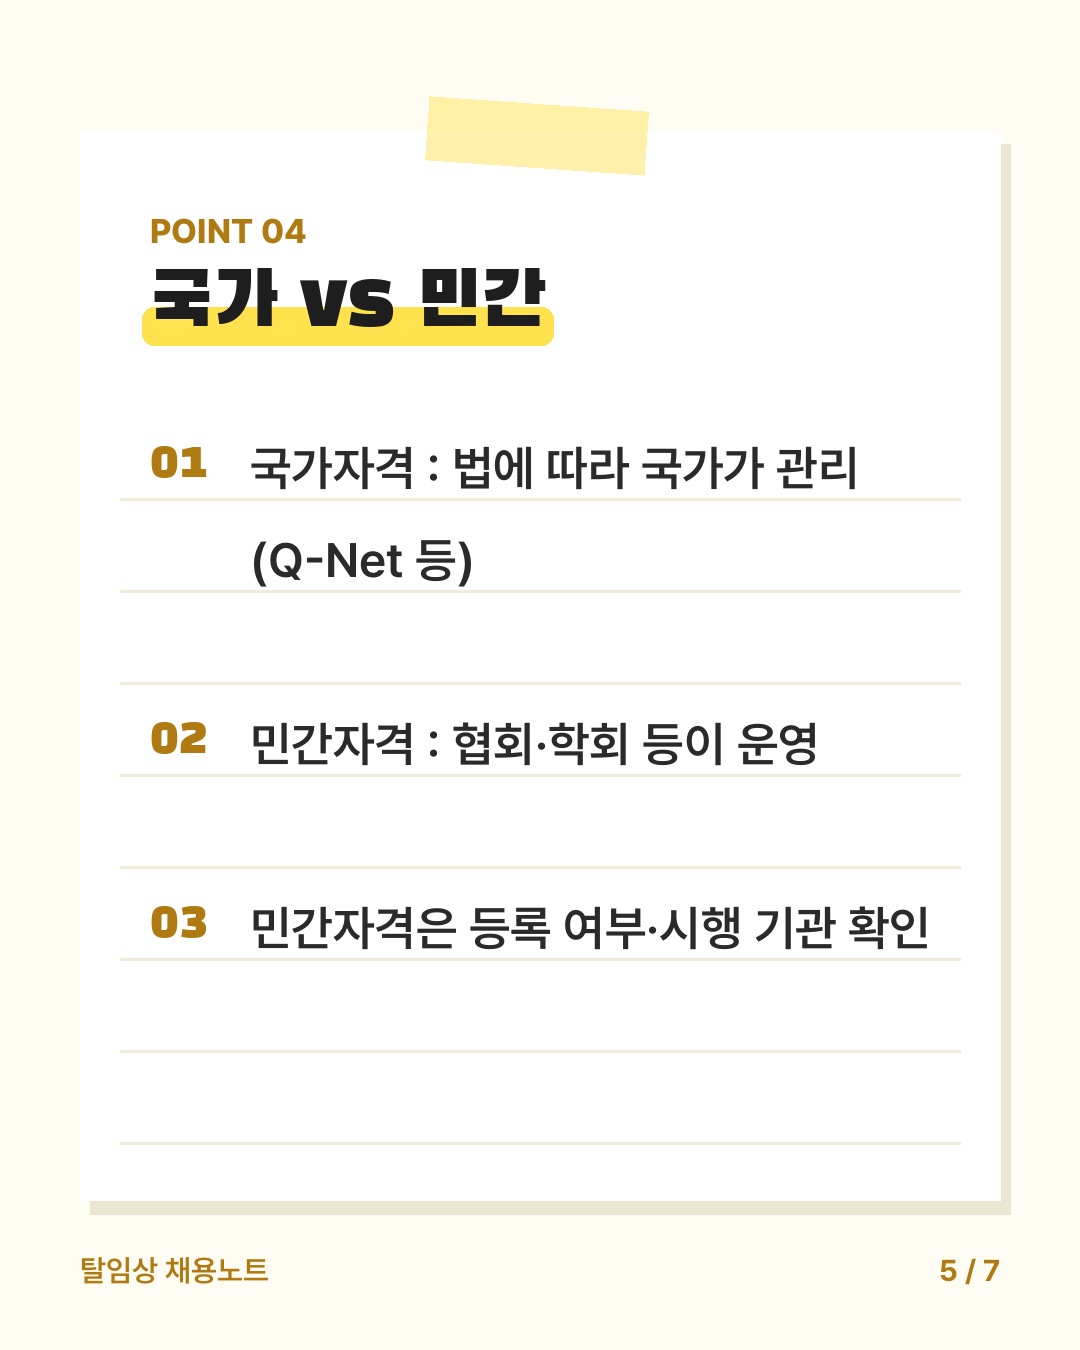 POINT 04
국가 vs 민간
01 국가자격 : 법에 따라 국가가 관리
(Q-Net 등)
02 민간자격 : 협회·학회 등이 운영
03 민간자격은 등록 여부·시행 기관 확인
탈임상 채용노트
5 / 7